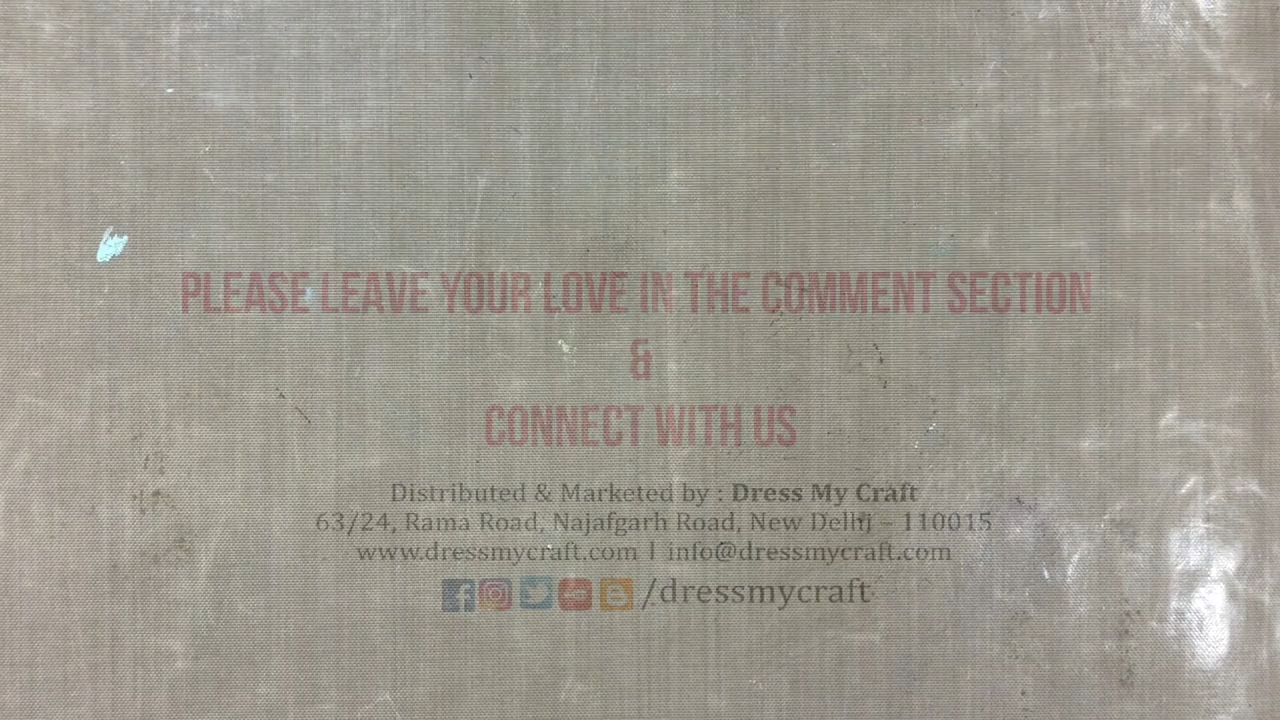 PLEASE LEAVE YOUR LOVE IN THE COMMENT SECTION
&
CONNECT WITH US
Distributed & Marketed by : Dress My Craft
63/24, Rama Road, Najafgarh Road, New Delhi – 110015
www.dressmycraft.com | info@dressmycraft.com
/dressmycraft